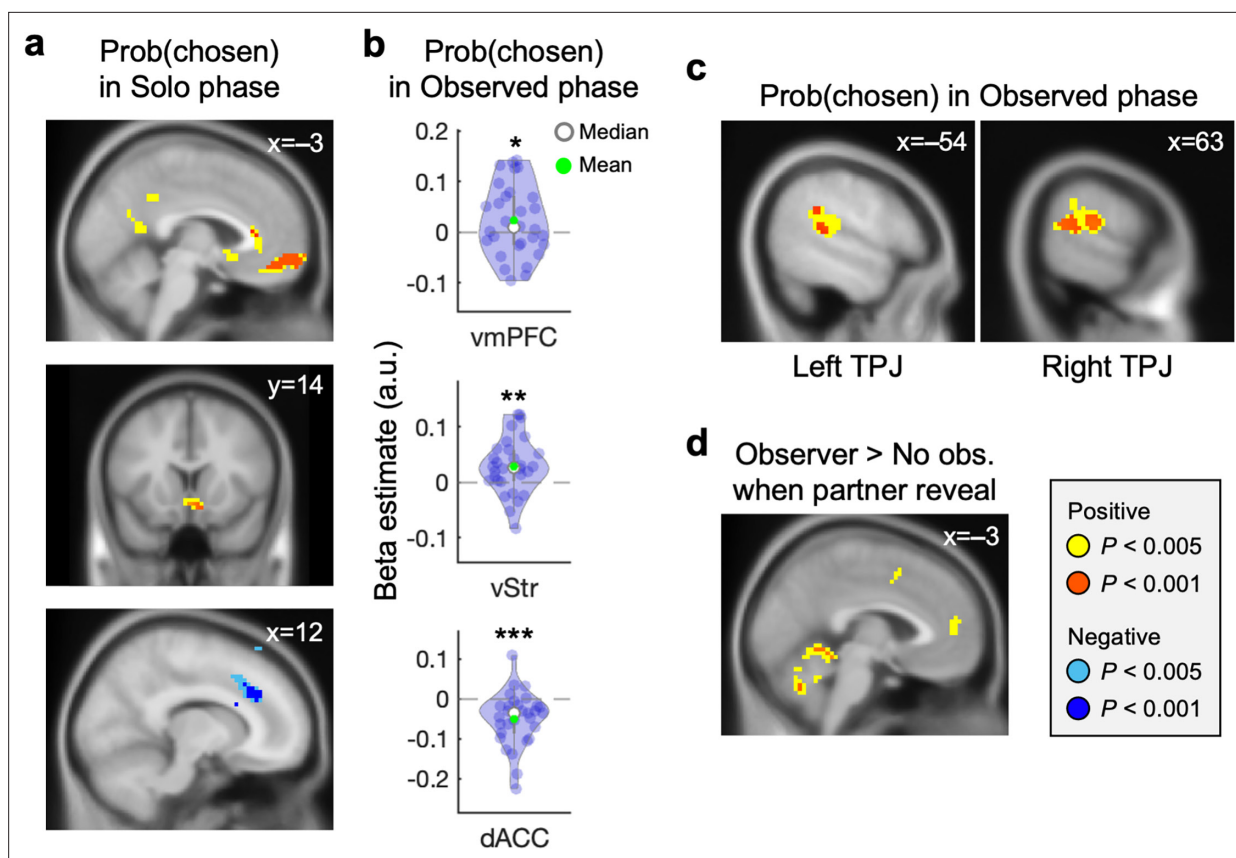 a
Prob(chosen)
in Solo phase
x=–3
y=14
x=12
b
Prob(chosen)
in Observed phase
Median
Mean
Beta estimate (a.u.)
0.2
0.1
0
-0.1
*
vmPFC
0.1
0
-0.1
**
vStr
0.1
0
-0.1
-0.2
***
dACC
c
Prob(chosen) in Observed phase
x=–54
x=63
Left TPJ
Right TPJ
d
Observer > No obs.
when partner reveal
x=–3
Positive
P < 0.005
P < 0.001
Negative
P < 0.005
P < 0.001